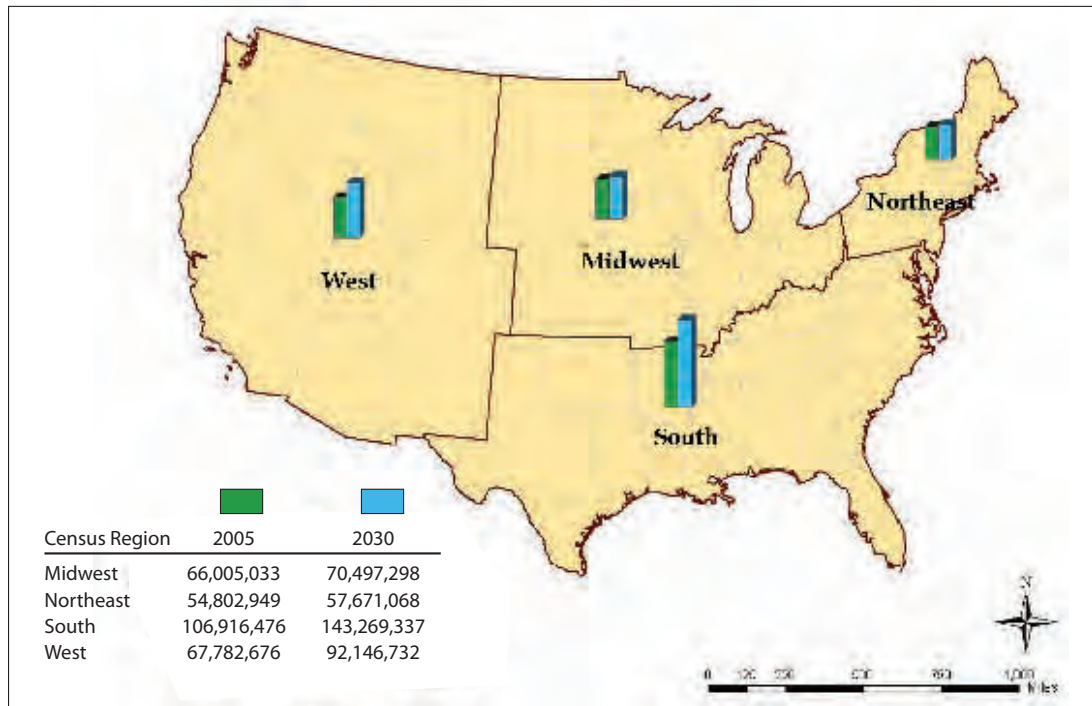 N
Northeast
Midwest
West
South
Census Region 2005 2030
Midwest 66,005,033 70,497,298
Northeast 54,802,949 57,671,068
South 106,916,476 143,269,337
West 67,782,676 92,146,732
0 1,000
Miles